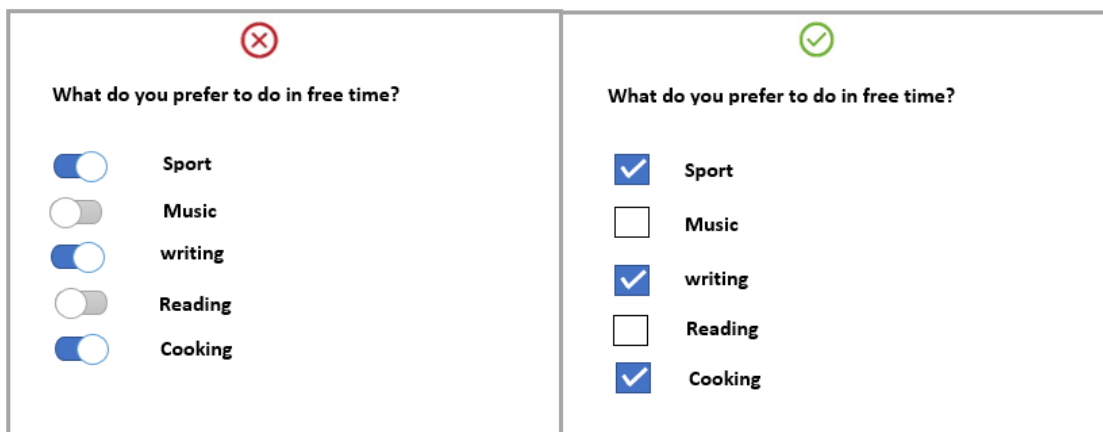 What do you prefer to do in free time?
Sport
Music
writing
Reading
Cooking
What do you prefer to do in free time?
Sport
Music
writing
Reading
Cooking